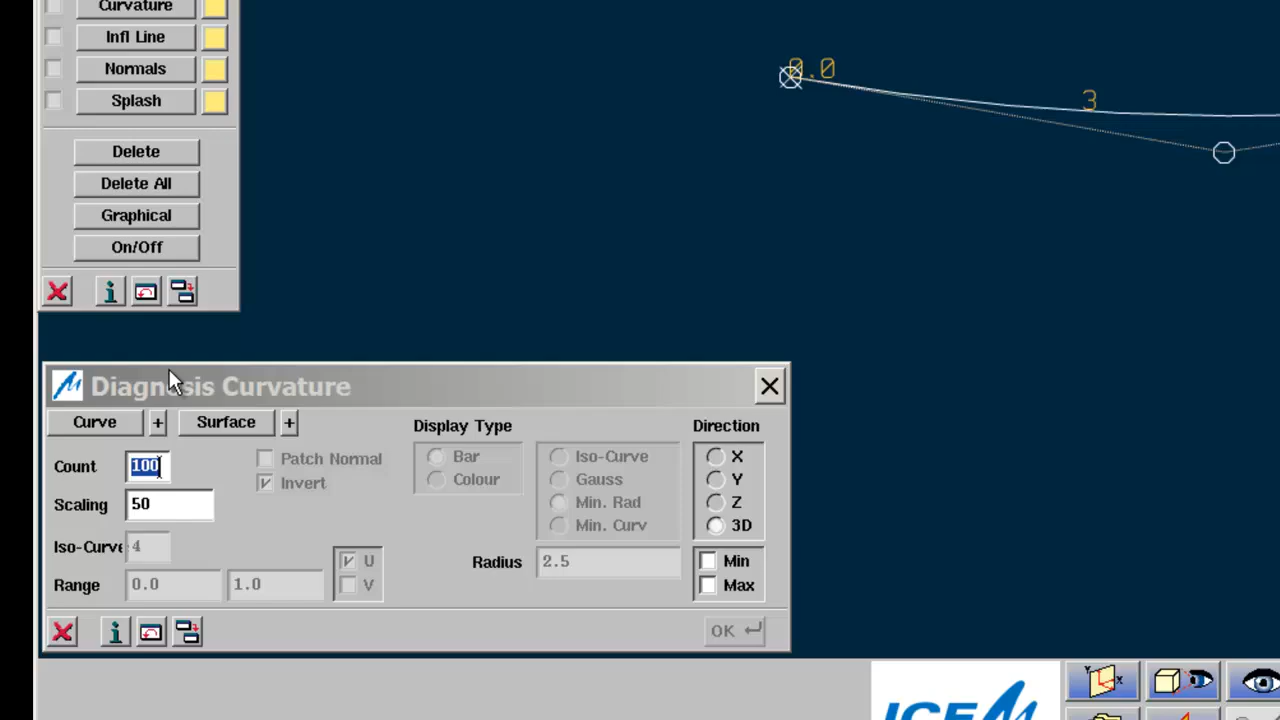 Curvature
Infl Line
Normals
Splash
Delete
Delete All
Graphical
On/Off
0.0
3
Diagnosis Curvature
Curve + Surface +
Count 100
Scaling 50
Iso-Curve 4
Range 0.0 1.0
Patch Normal
Invert
U
V
Display Type
Bar
Colour
Iso-Curve
Gauss
Min. Rad
Min. Curv
Radius 2.5
Direction
X
Y
Z
3D
Min
Max
OK
ICEM
Y
X